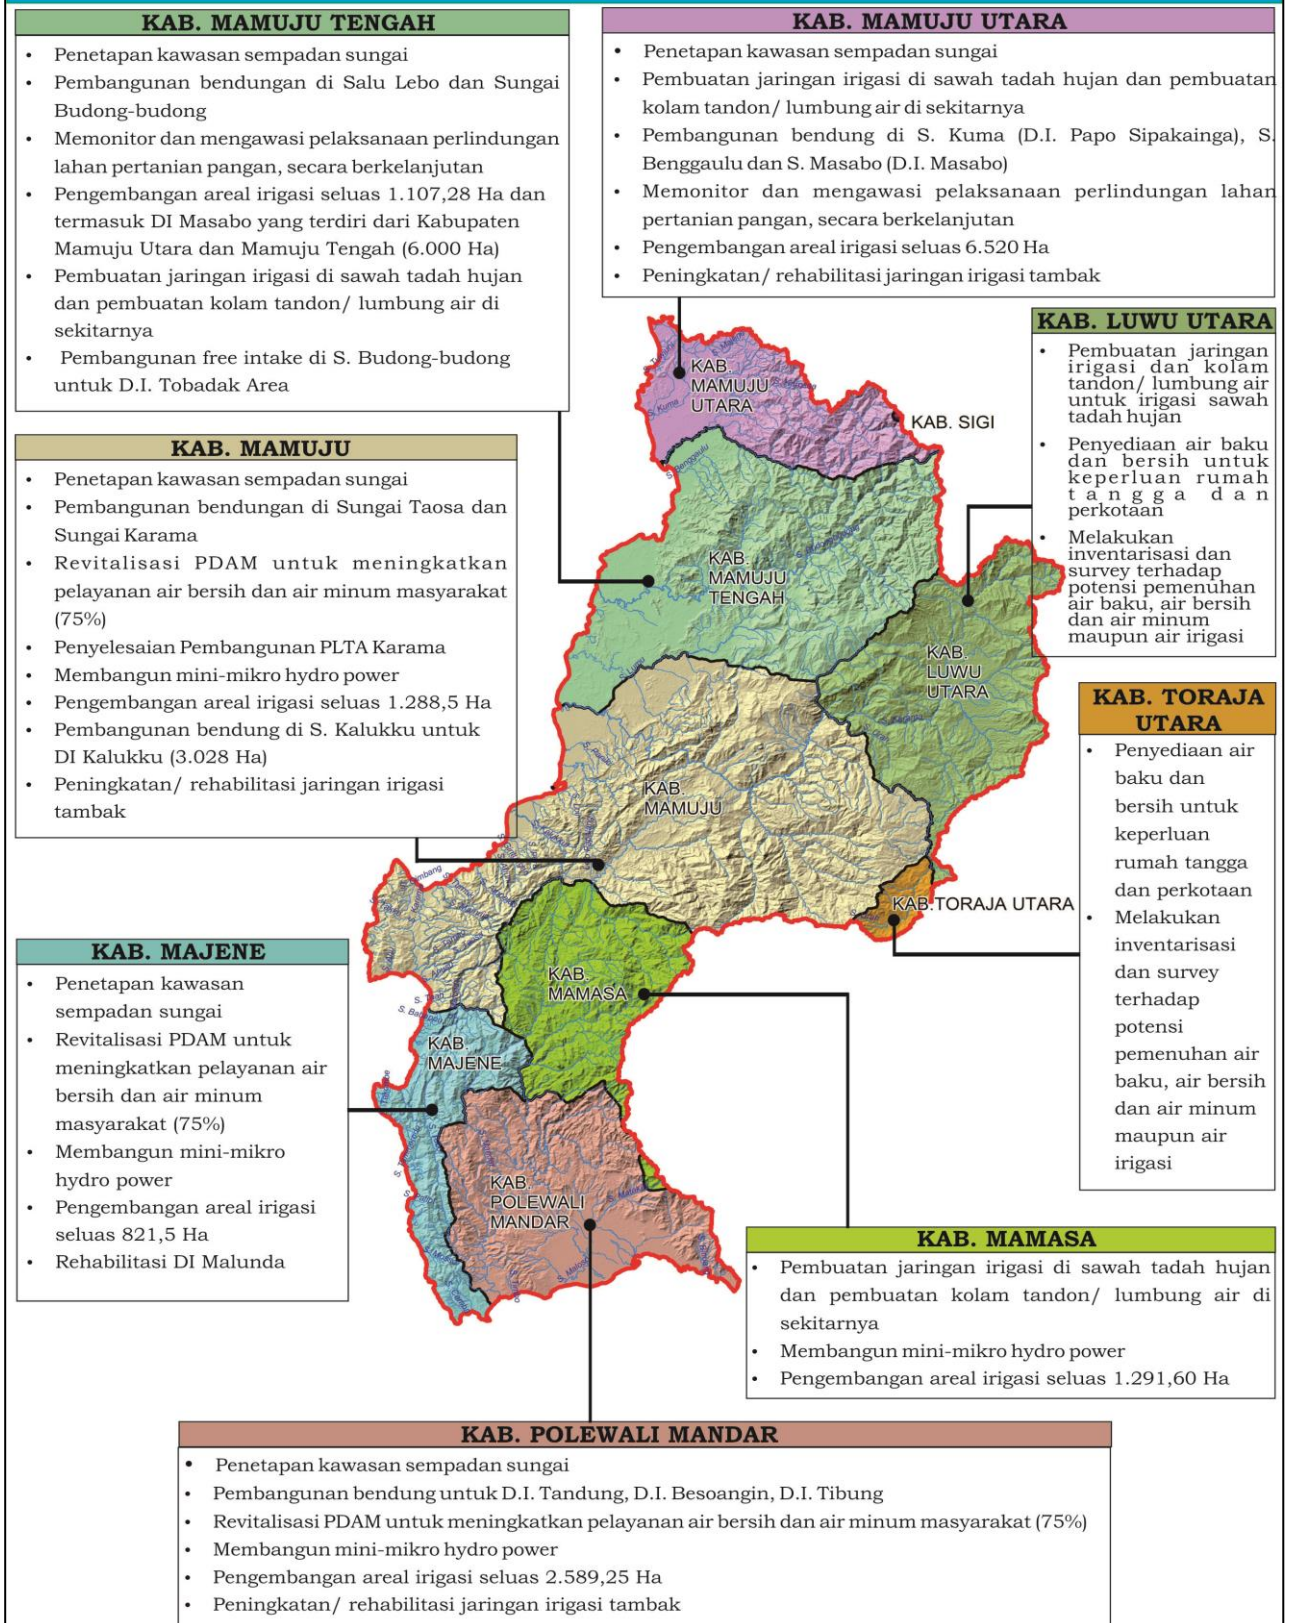 KAB. MAMUJU TENGAH
• Penetapan kawasan sempadan sungai
• Pembangunan bendungan di Salu Lebo dan Sungai
Budong-budong
• Memonitor dan mengawasi pelaksanaan perlindungan
lahan pertanian pangan, secara berkelanjutan
• Pengembangan areal irigasi seluas 1.107,28 Ha dan
termasuk DI Masabo yang terdiri dari Kabupaten
Mamuju Utara dan Mamuju Tengah (6.000 Ha)
• Pembuatan jaringan irigasi di sawah tadah hujan
dan pembuatan kolam tandon/ lumbung air di
sekitarnya
• Pembangunan free intake di S. Budong-budong
untuk D.I. Tobadak Area
KAB. MAMUJU UTARA
• Penetapan kawasan sempadan sungai
• Pembuatan jaringan irigasi di sawah tadah hujan dan pembuatan
kolam tandon/ lumbung air di sekitarnya
• Pembangunan bendung di S. Kuma (D.I. Papo Sipakainga), S.
Benggaulu dan S. Masabo (D.I. Masabo)
• Memonitor dan mengawasi pelaksanaan perlindungan lahan
pertanian pangan, secara berkelanjutan
• Pengembangan areal irigasi seluas 6.520 Ha
• Peningkatan/ rehabilitasi jaringan irigasi tambak
KAB. LUWU UTARA
• Pembuatan jaringan
irigasi dan kolam
tandon/ lumbung air
untuk irigasi sawah
tadah hujan
• Penyediaan air baku
dan bersih untuk
keperluan rumah
tangga dan
perkotaan
• Melakukan
inventarisasi dan
survey terhadap
potensi pemenuhan
air baku, air bersih
dan air minum
maupun air irigasi
KAB. MAMUJU
• Penetapan kawasan sempadan sungai
• Pembangunan bendungan di Sungai Taosa dan
Sungai Karama
• Revitalisasi PDAM untuk meningkatkan
pelayanan air bersih dan air minum masyarakat
(75%)
• Penyelesaian Pembangunan PLTA Karama
• Membangun mini-mikro hydro power
• Pengembangan areal irigasi seluas 1.288,5 Ha
• Pembangunan bendung di S. Kalukku untuk
DI Kalukku (3.028 Ha)
• Peningkatan/ rehabilitasi jaringan irigasi
tambak
KAB. TORAJA
UTARA
• Penyediaan air
baku dan
bersih untuk
keperluan
rumah tangga
dan perkotaan
• Melakukan
inventarisasi
dan survey
terhadap
potensi
pemenuhan air
baku, air bersih
dan air minum
maupun air
irigasi
KAB.
MAMUJU
UTARA
S. Kuma
KAB. SIGI
S. Benggaulu
KAB.
MAMUJU
TENGAH
KAB.
LUWU
UTARA
KAB.
MAMUJU
S. Kalukku
KAB.TORAJA UTARA
KAB.
MAMASA
KAB.
MAJENE
KAB.
POLEWALI
MANDAR
KAB. MAJENE
• Penetapan kawasan
sempadan sungai
• Revitalisasi PDAM untuk
meningkatkan pelayanan air
bersih dan air minum
masyarakat (75%)
• Membangun mini-mikro
hydro power
• Pengembangan areal irigasi
seluas 821,5 Ha
• Rehabilitasi DI Malunda
KAB. MAMASA
• Pembuatan jaringan irigasi di sawah tadah hujan
dan pembuatan kolam tandon/ lumbung air di
sekitarnya
• Membangun mini-mikro hydro power
• Pengembangan areal irigasi seluas 1.291,60 Ha
KAB. POLEWALI MANDAR
• Penetapan kawasan sempadan sungai
• Pembangunan bendung untuk D.I. Tandung, D.I. Besoangin, D.I. Tibung
• Revitalisasi PDAM untuk meningkatkan pelayanan air bersih dan air minum masyarakat (75%)
• Membangun mini-mikro hydro power
• Pengembangan areal irigasi seluas 2.589,25 Ha
• Peningkatan/ rehabilitasi jaringan irigasi tambak